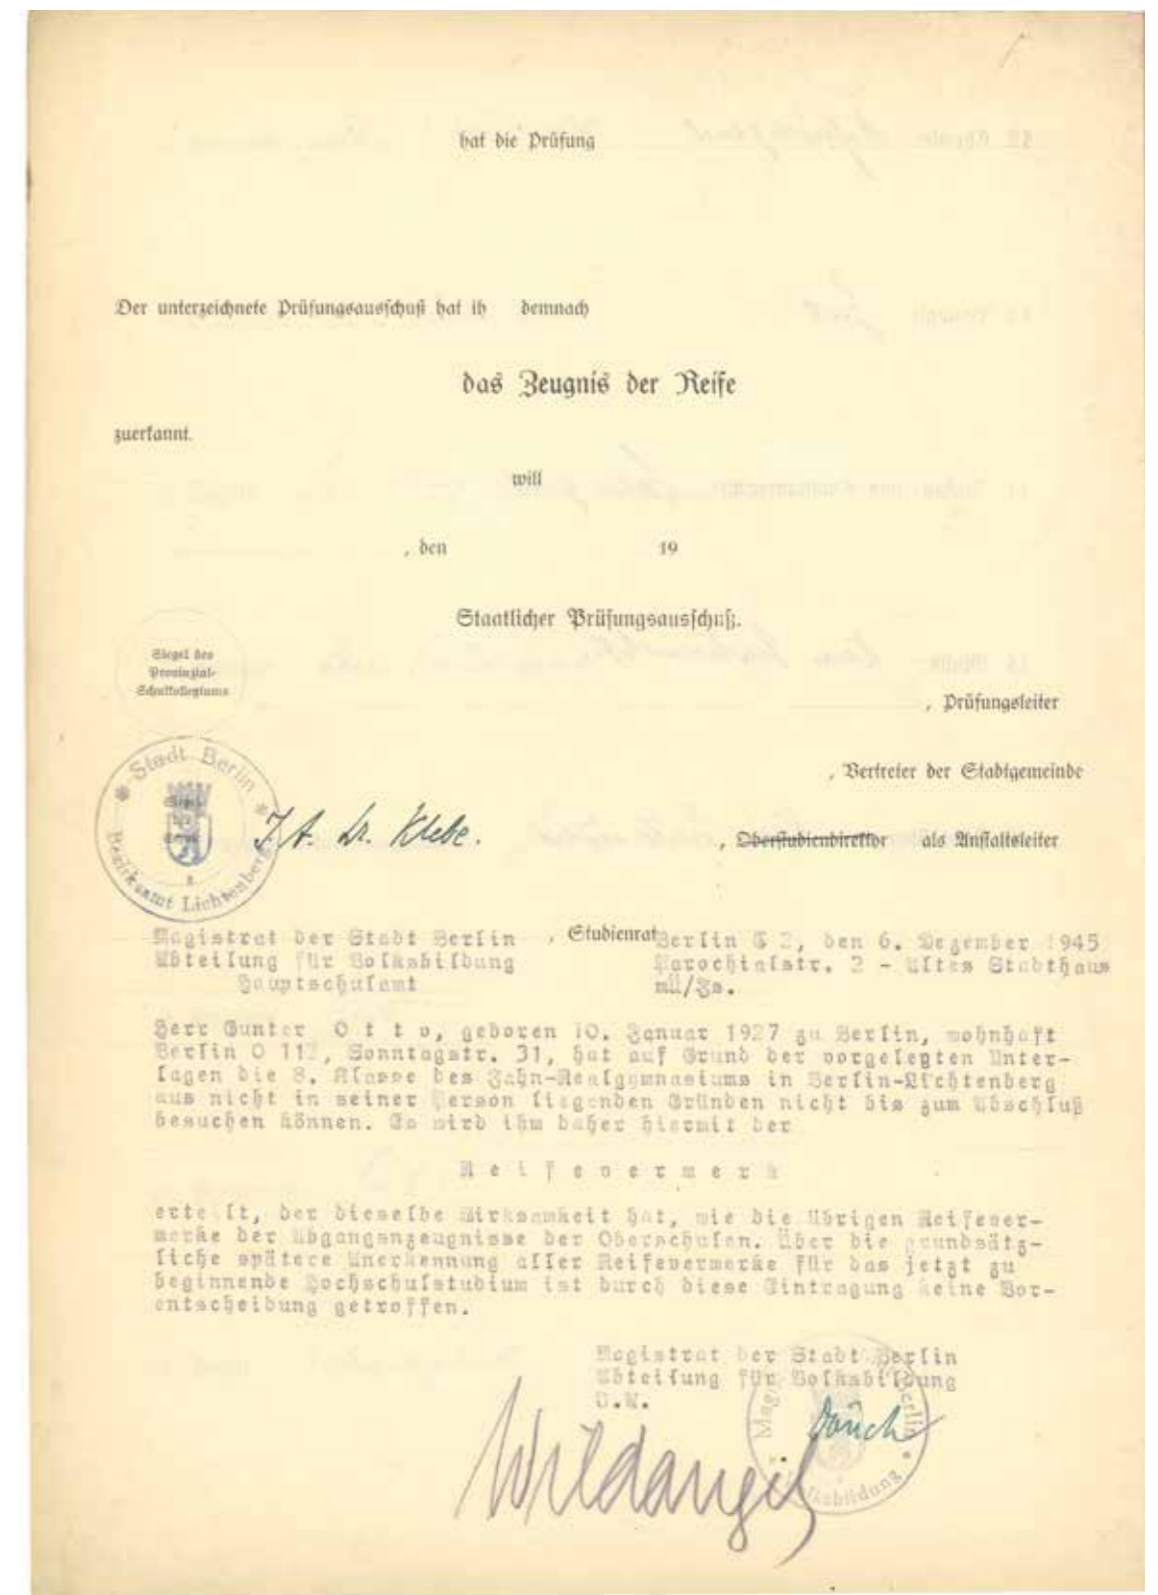 hat die Prüfung
Der unterzeichnete Prüfungsausschuß hat ih demnach
das Zeugnis der Reife
zuerkannt.
will
, den 19
Staatlicher Prüfungsausschuß.
Siegel des
Provinzial-
Schulkollegiums
, Prüfungsleiter
, Vertreter der Stadtgemeinde
Stadt Berlin
Bezirksamt Lichtenberg
I. A. Dr. Klebe.
, Oberstudiendirektor als Anstaltsleiter
, Studienrat
Magistrat der Stadt Berlin
Abteilung für Volksbildung
Hauptschulamt
Berlin C 2, den 6. Dezember 1945
Parochialstr. 2 - Altes Stadthaus
Mü/Zs.
Herr Gunter O t t o, geboren 10. Januar 1927 zu Berlin, wohnhaft
Berlin O 112, Sonntagstr. 31, hat auf Grund der vorgelegten Unter-
lagen die 8. Klasse des Jahn-Realgymnasiums in Berlin-Lichtenberg
aus nicht in seiner Person liegenden Gründen nicht bis zum Abschluß
besuchen können. Es wird ihm daher hiermit der
R e i f e v e r m e r k
erteilt, der dieselbe Wirksamkeit hat, wie die übrigen Reifever-
merke der Abgangszeugnisse der Oberschulen. Über die grundsätz-
liche spätere Anerkennung aller Reifevermerke für das jetzt zu
beginnende Hochschulstudium ist durch diese Eintragung keine Vor-
entscheidung getroffen.
Magistrat der Stadt Berlin
Abteilung für Volksbildung
Wildangel